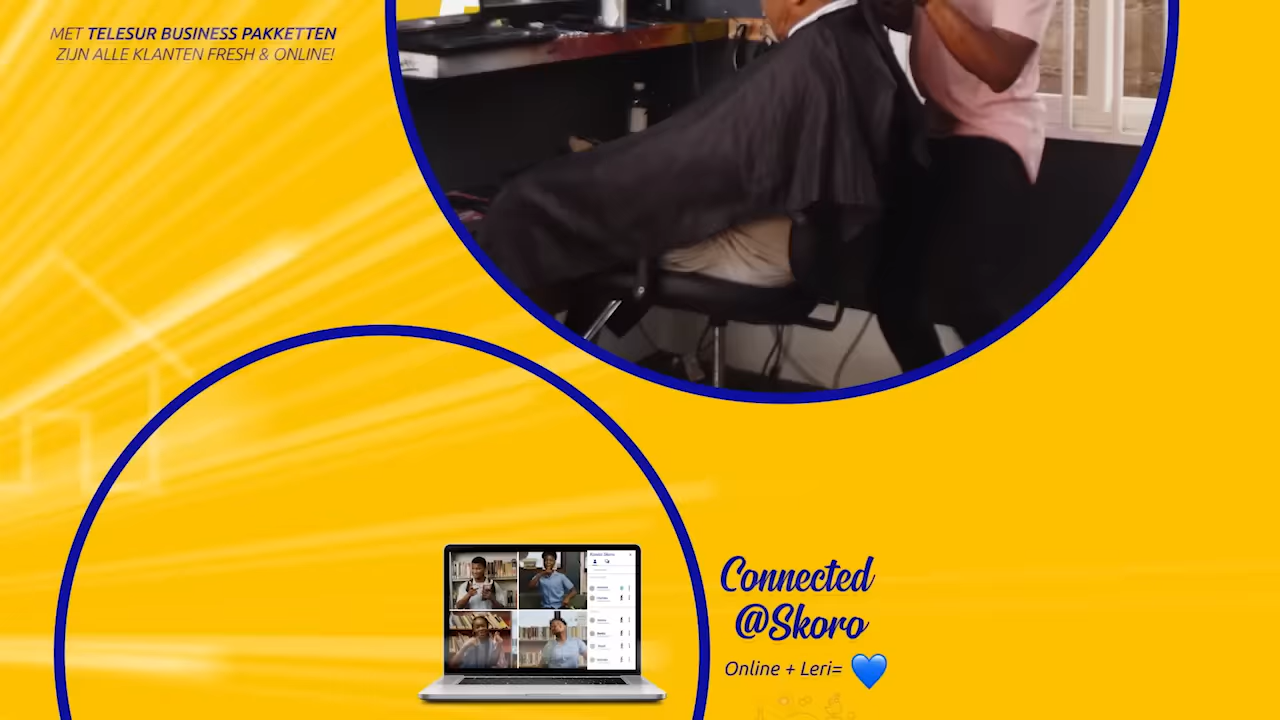 MET TELESUR BUSINESS PAKKETTEN
ZIJN ALLE KLANTEN FRESH & ONLINE!
Connected
@Skoro
Online + Leri= 💙